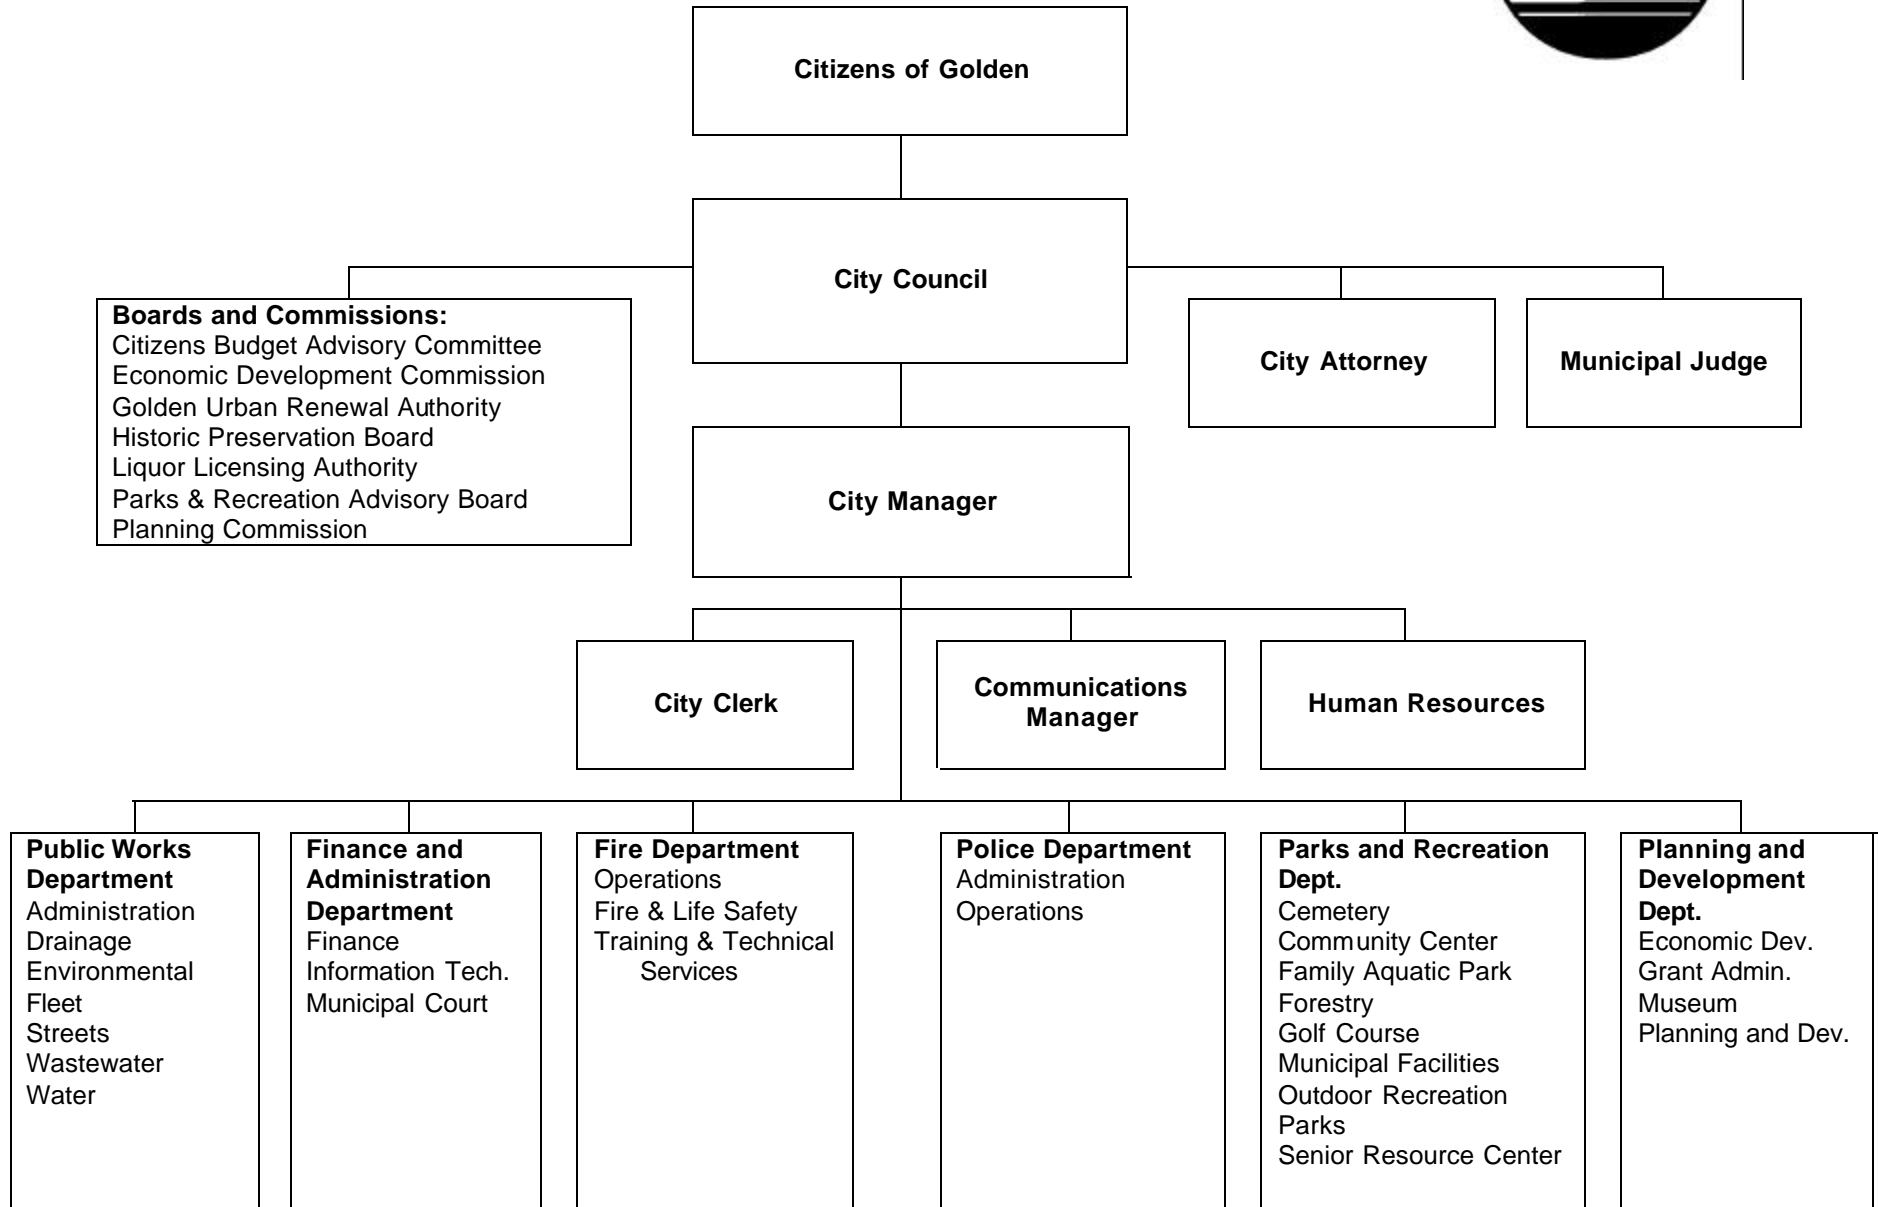 Citizens of Golden
City Council
Boards and Commissions:
Citizens Budget Advisory Committee
Economic Development Commission
Golden Urban Renewal Authority
Historic Preservation Board
Liquor Licensing Authority
Parks & Recreation Advisory Board
Planning Commission
City Attorney
Municipal Judge
City Manager
City Clerk
Communications
Manager
Human Resources
Public Works
Department
Administration
Drainage
Environmental
Fleet
Streets
Wastewater
Water
Finance and
Administration
Department
Finance
Information Tech.
Municipal Court
Fire Department
Operations
Fire & Life Safety
Training & Technical
Services
Police Department
Administration
Operations
Parks and Recreation
Dept.
Cemetery
Community Center
Family Aquatic Park
Forestry
Golf Course
Municipal Facilities
Outdoor Recreation
Parks
Senior Resource Center
Planning and
Development
Dept.
Economic Dev.
Grant Admin.
Museum
Planning and Dev.